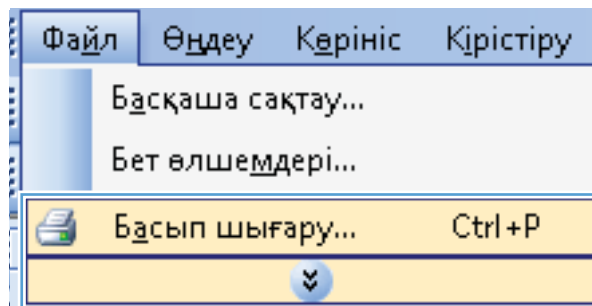 Файл Өңдеу Көрініс Кірістіру
Басқаша сақтау...
Бет өлшемдері...
Басып шығару... Ctrl+P